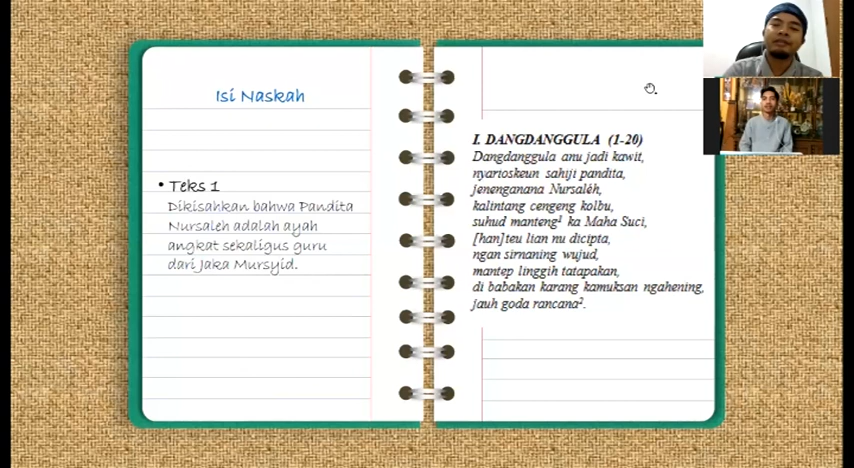 Isi Naskah
• Teks 1
Dikisahkan bahwa Pandita
Nursaleh adalah ayah
angkat sekaligus guru
dari Jaka Mursyid.
I. DANGDANGGULA (1-20)
Dangdanggula anu jadi kawit,
nyarioskeun sahiji pandita,
jenenganana Nursaléh,
kalintang cengeng kolbu,
suhud manteng¹ ka Maha Suci,
[han]teu lian nu dicipta,
ngan sirnaning wujud,
mantep linggih tatapakan,
di babakan karang kamuksan ngahening,
jauh goda rancana².